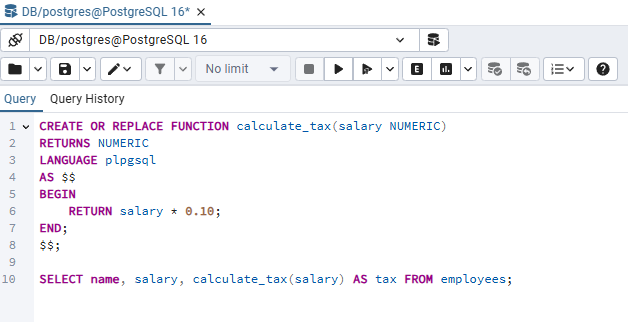 DB/postgres@PostgreSQL 16*
DB/postgres@PostgreSQL 16
No limit
E
Query Query History
1 CREATE OR REPLACE FUNCTION calculate_tax(salary NUMERIC)
2 RETURNS NUMERIC
3 LANGUAGE plpgsql
4 AS $$
5 BEGIN
6     RETURN salary * 0.10;
7 END;
8 $$;
9
10 SELECT name, salary, calculate_tax(salary) AS tax FROM employees;